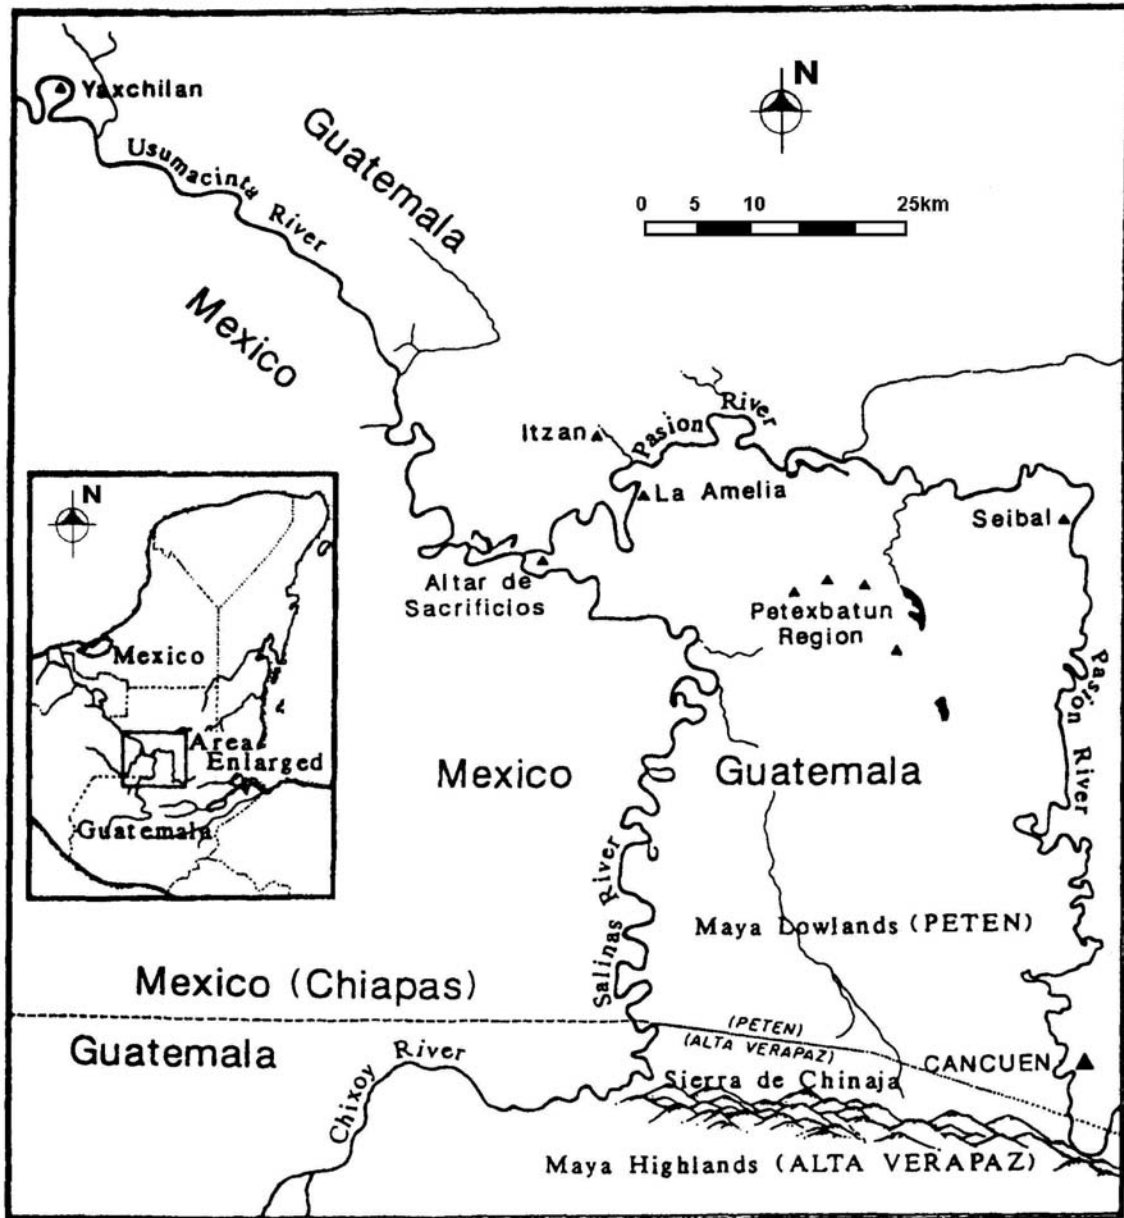 N
Yaxchilan
Guatemala
Usumacinta River
0 5 10 25km
Mexico
Pasion River
Itzan
La Amelia
Seibal
N
Altar de
Sacrificios
Petexbatun
Region
Mexico
Pasion River
Area
Enlarged
Mexico
Guatemala
Guatemala
Salinas River
Maya Lowlands (PETEN)
Mexico (Chiapas)
(PETEN)
(ALTA VERAPAZ)
Guatemala
Chixoy River
CANCUEN
Sierra de Chinaja
Maya Highlands (ALTA VERAPAZ)